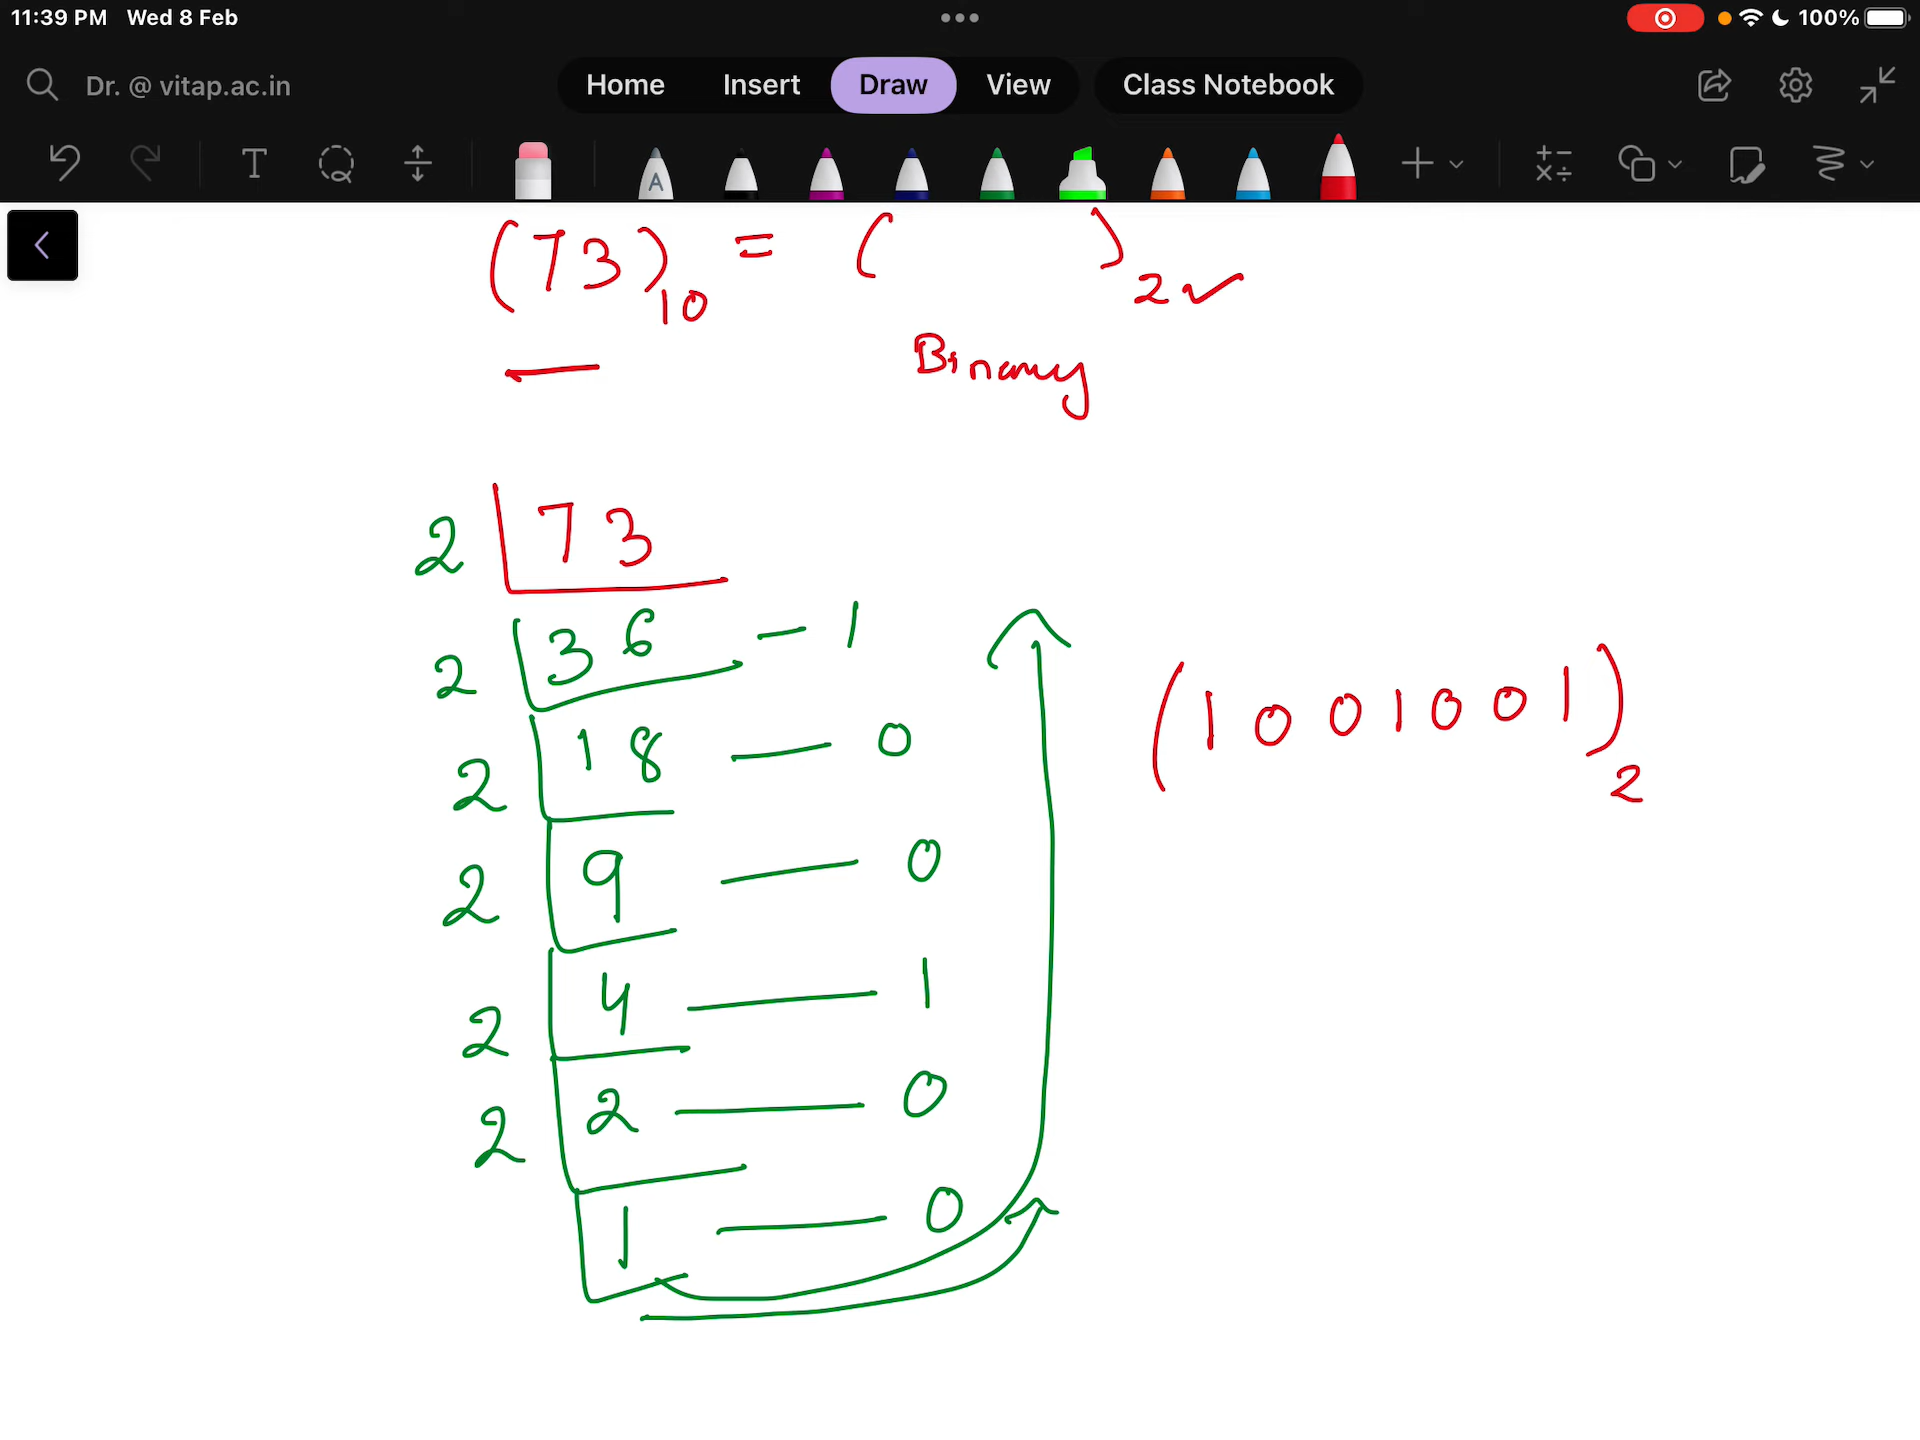 11:39 PM Wed 8 Feb
100%
Dr. @ vitap.ac.in
Home Insert Draw View Class Notebook
T A
(73)10 = ( )2 ✓
Binary
2 73
2 36 — 1
2 18 — 0
(1001001)2
2 9 — 0
2 4 — 1
2 2 — 0
1 — 0